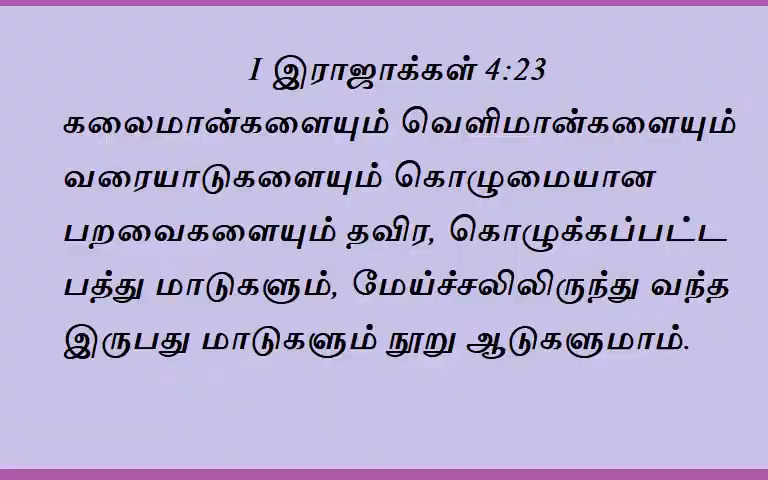 I இராஜாக்கள் 4:23
கலைமான்களையும் வெளிமான்களையும்
வரையாடுகளையும் கொழுமையான
பறவைகளையும் தவிர, கொழுக்கப்பட்ட
பத்து மாடுகளும், மேய்ச்சலிலிருந்து வந்த
இருபது மாடுகளும் நூறு ஆடுகளுமாம்.